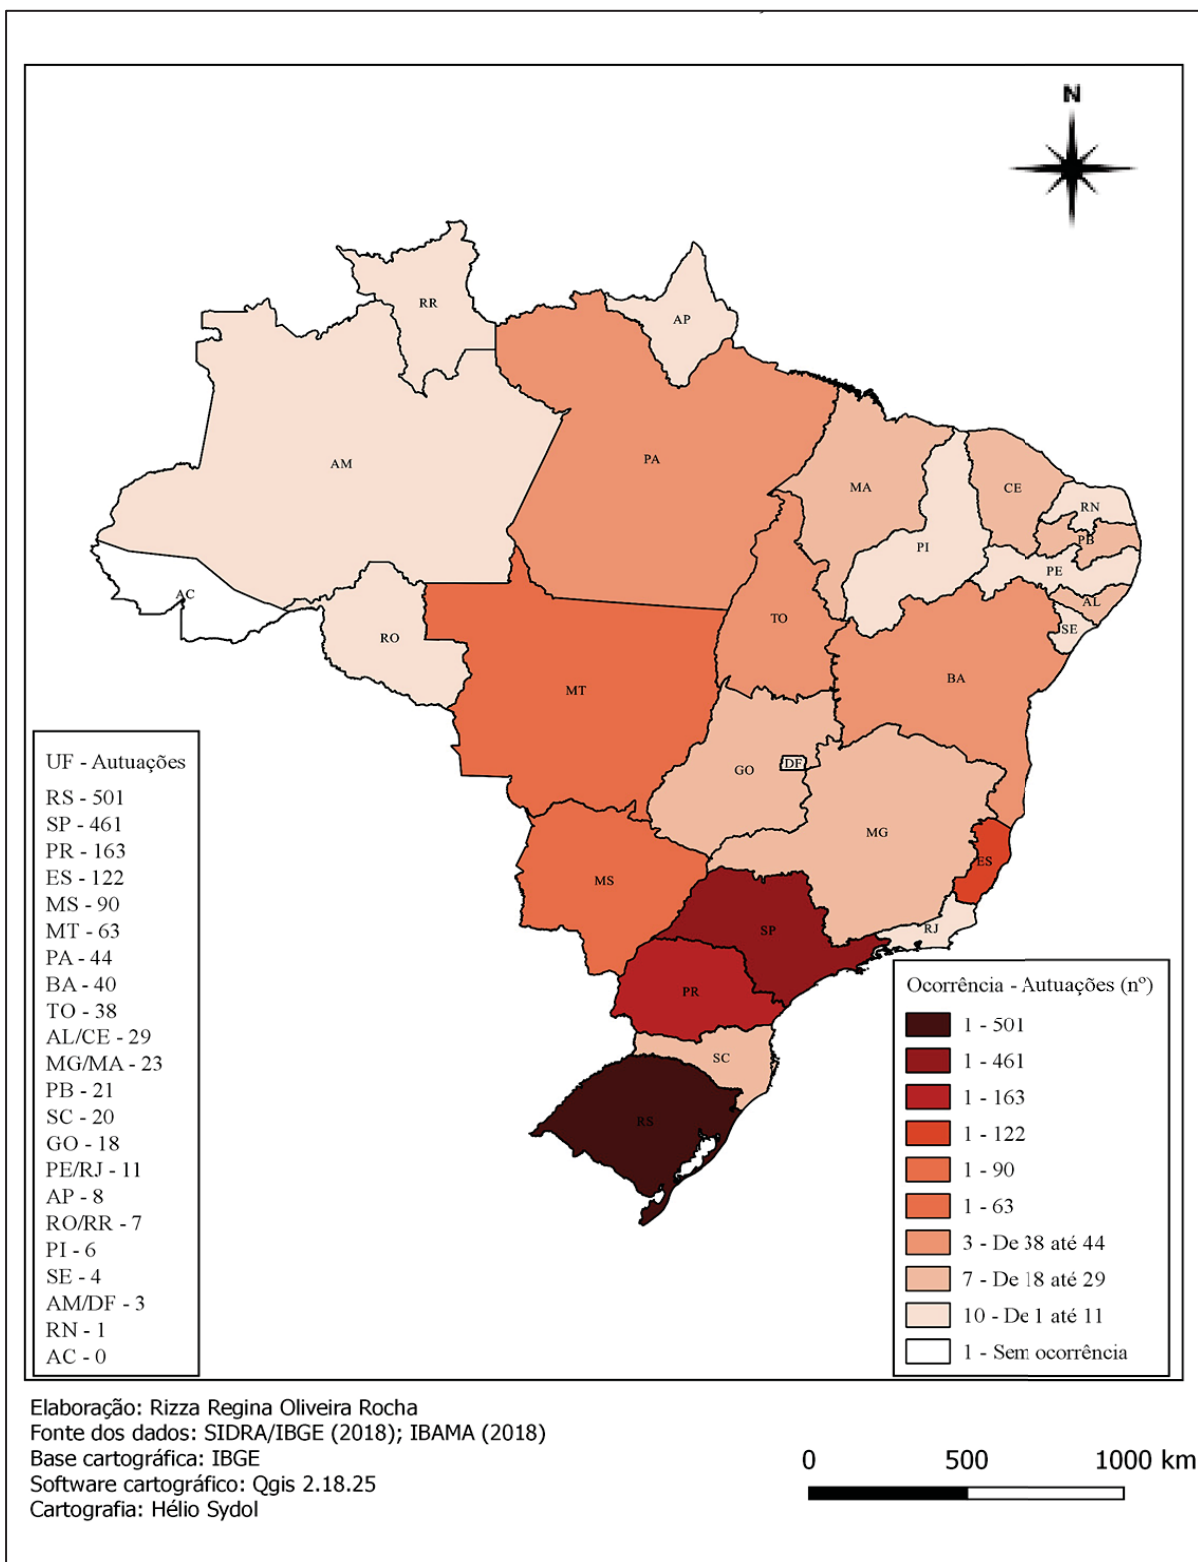 N
RR
AP
AM
PA
MA
CE
RN
PI
PB
PE
AC
AL
TO
SE
RO
BA
MT
GO
DF
MG
ES
MS
RJ
SP
PR
SC
RS
UF - Autuações
RS - 501
SP - 461
PR - 163
ES - 122
MS - 90
MT - 63
PA - 44
BA - 40
TO - 38
AL/CE - 29
MG/MA - 23
PB - 21
SC - 20
GO - 18
PE/RJ - 11
AP - 8
RO/RR - 7
PI - 6
SE - 4
AM/DF - 3
RN - 1
AC - 0
Ocorrência - Autuações (nº)
1 - 501
1 - 461
1 - 163
1 - 122
1 - 90
1 - 63
3 - De 38 até 44
7 - De 18 até 29
10 - De 1 até 11
1 - Sem ocorrência
Elaboração: Rizza Regina Oliveira Rocha
Fonte dos dados: SIDRA/IBGE (2018); IBAMA (2018)
Base cartográfica: IBGE
Software cartográfico: Qgis 2.18.25
Cartografia: Hélio Sydol
0 500 1000 km